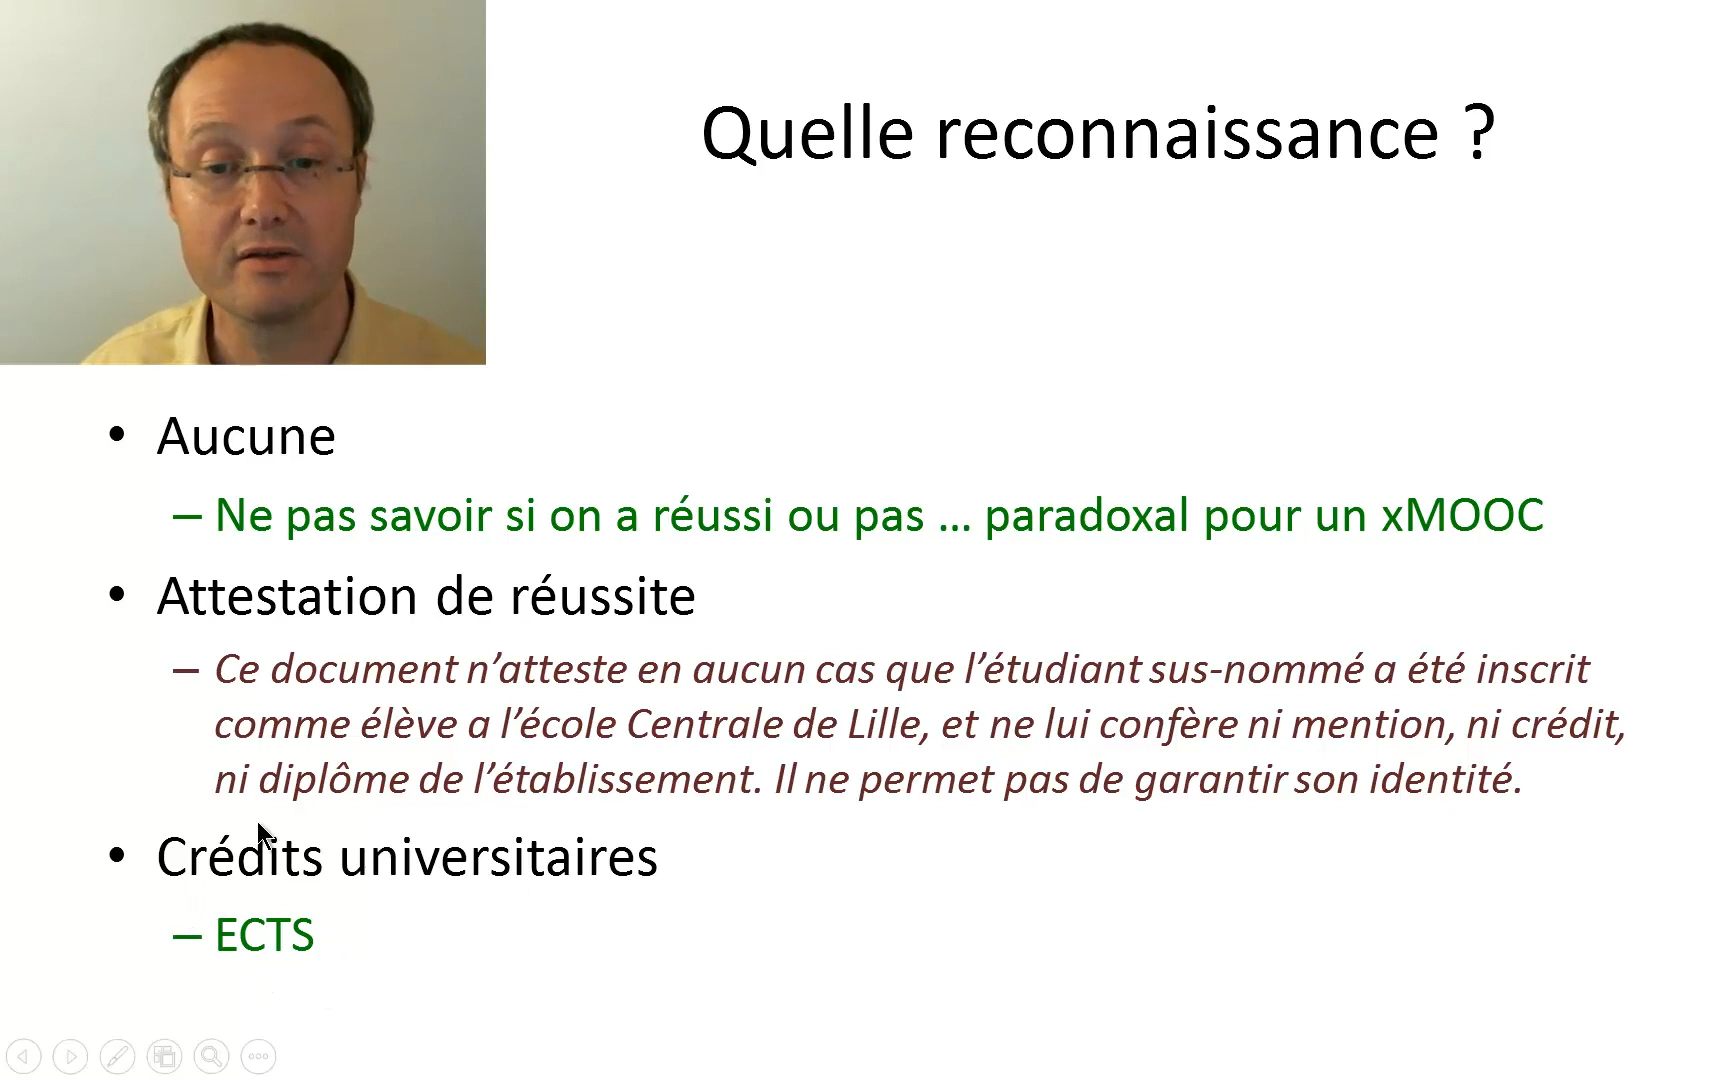 Quelle reconnaissance ?
• Aucune
– Ne pas savoir si on a réussi ou pas ... paradoxal pour un xMOOC
• Attestation de réussite
– Ce document n’atteste en aucun cas que l’étudiant sus-nommé a été inscrit
comme élève a l’école Centrale de Lille, et ne lui confère ni mention, ni crédit,
ni diplôme de l’établissement. Il ne permet pas de garantir son identité.
• Crédits universitaires
– ECTS